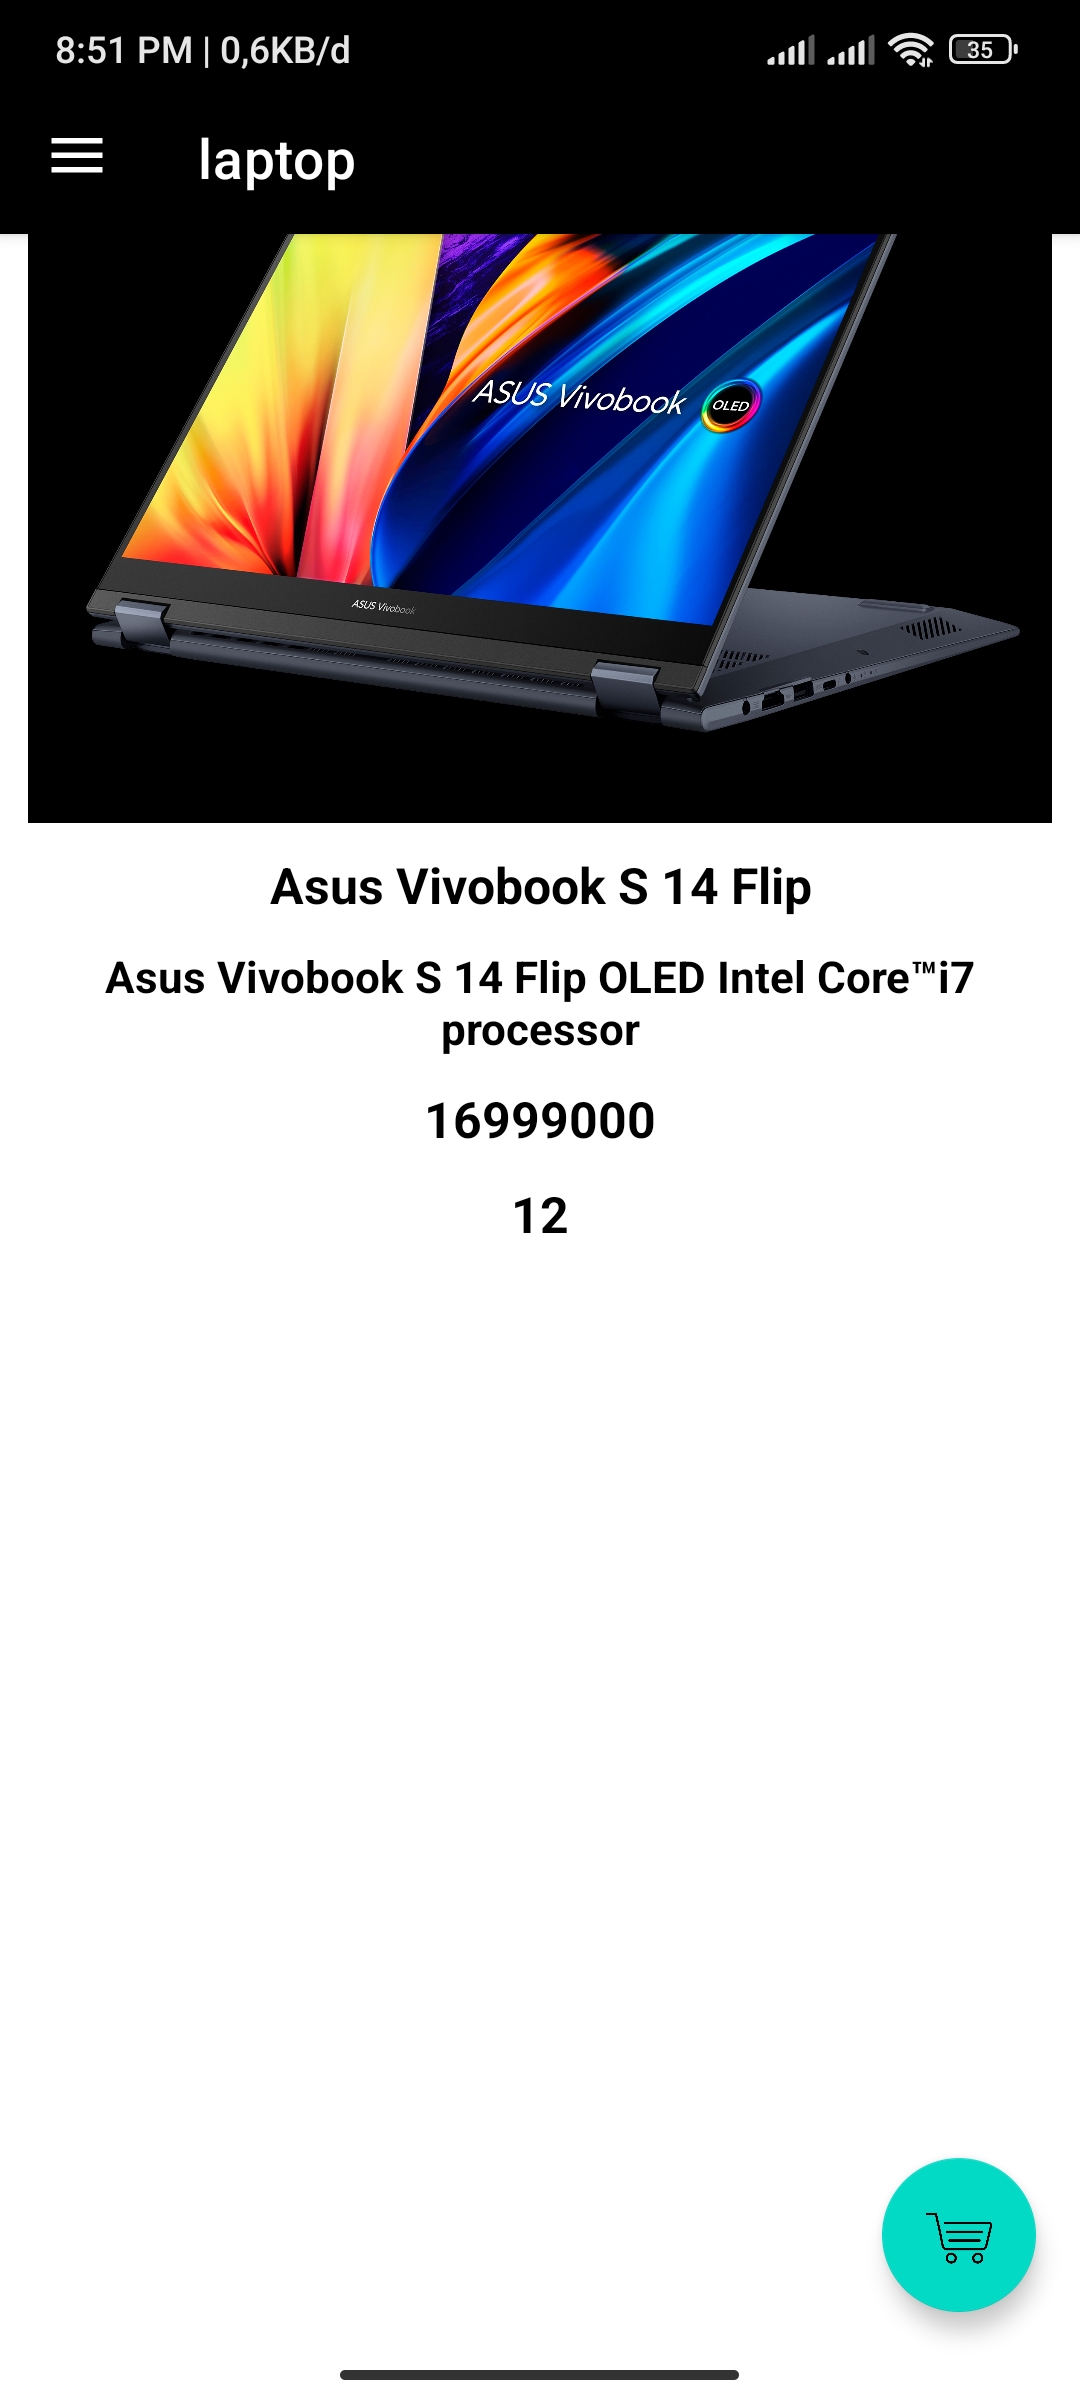 8:51 PM | 0,6KB/d
35
laptop
ASUS Vivobook OLED
ASUS Vivobook
Asus Vivobook S 14 Flip
Asus Vivobook S 14 Flip OLED Intel Core™i7
processor
16999000
12